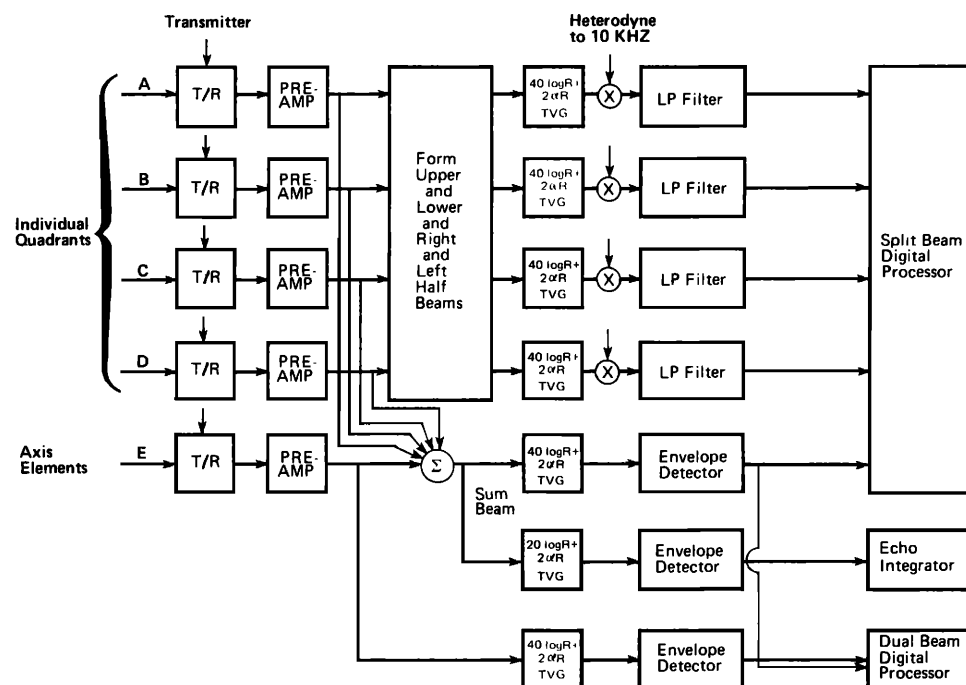 Transmitter
Heterodyne
to 10 KHZ
A
T/R
PRE-
AMP
40 logR+
2αR
TVG
X
LP Filter
B
T/R
PRE-
AMP
Form
Upper
and
Lower
and
Right
and
Left
Half
Beams
40 logR+
2αR
TVG
X
LP Filter
Individual
Quadrants
C
T/R
PRE-
AMP
40 logR+
2αR
TVG
X
LP Filter
Split Beam
Digital
Processor
D
T/R
PRE-
AMP
40 logR+
2αR
TVG
X
LP Filter
Axis
Elements
E
T/R
PRE-
AMP
Σ
Sum
Beam
40 logR+
2αR
TVG
Envelope
Detector
20 logR+
2αR
TVG
Envelope
Detector
Echo
Integrator
40 logR+
2αR
TVG
Envelope
Detector
Dual Beam
Digital
Processor